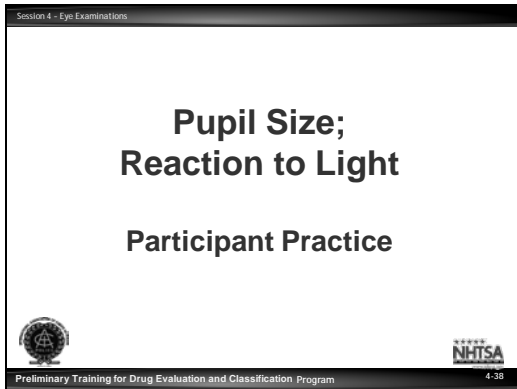 Session 4 - Eye Examinations
Pupil Size;
Reaction to Light
Participant Practice
NHTSA
Preliminary Training for Drug Evaluation and Classification Program
4-38